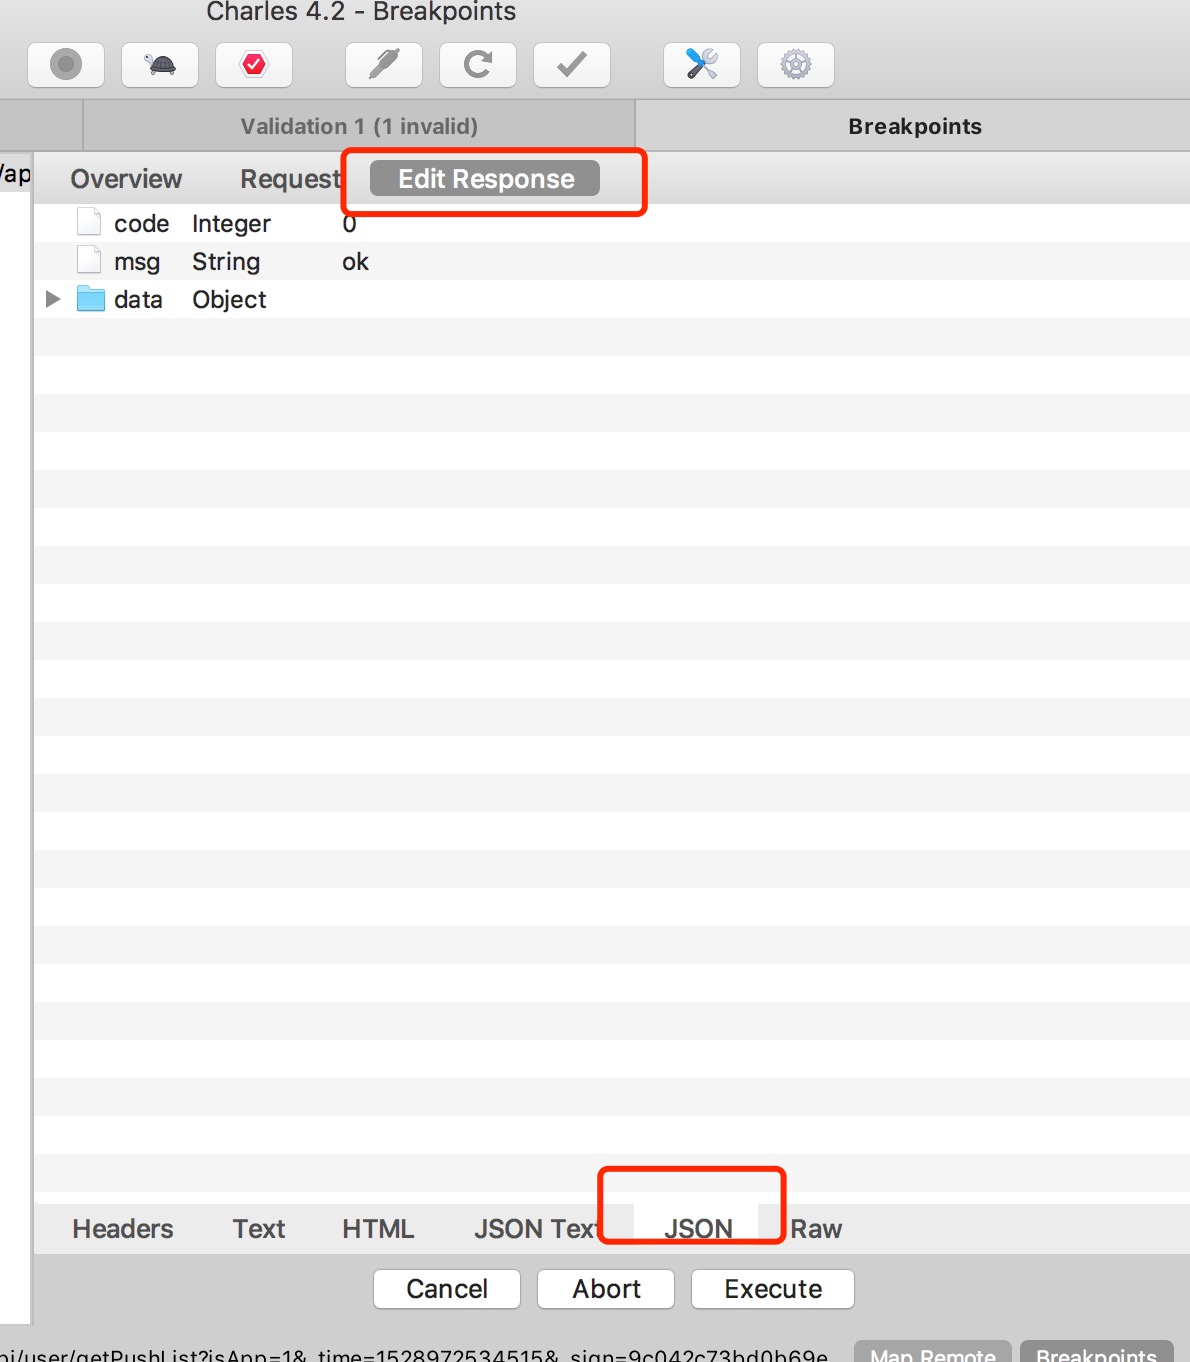 Charles 4.2 - Breakpoints
Validation 1 (1 invalid) Breakpoints
/ap
Overview Request Edit Response
code Integer 0
msg String ok
data Object
Headers Text HTML JSON Text JSON Raw
Cancel Abort Execute
pi/user/getPushList?isApp=1&_time=1528972534515&_sign=9c042c73bd0b69e Map Remote Breakpoints